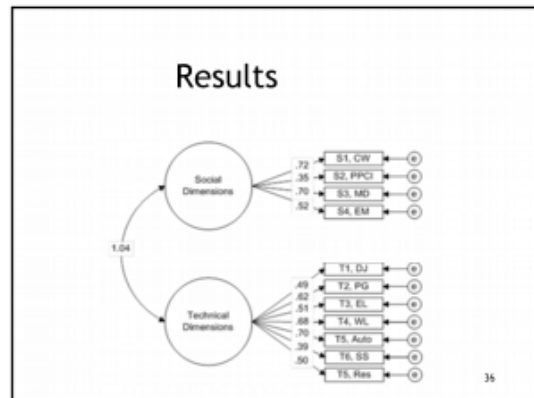 Results
Social
Dimensions
.72
.35
.70
.52
S1, CW
S2, PPCI
S3, MD
S4, EM
e
e
e
e
1.04
Technical
Dimensions
.49
.62
.51
.68
.70
.39
.50
T1, DJ
T2, PG
T3, EL
T4, WL
T5, Auto
T6, SS
T5, Res
e
e
e
e
e
e
e
36